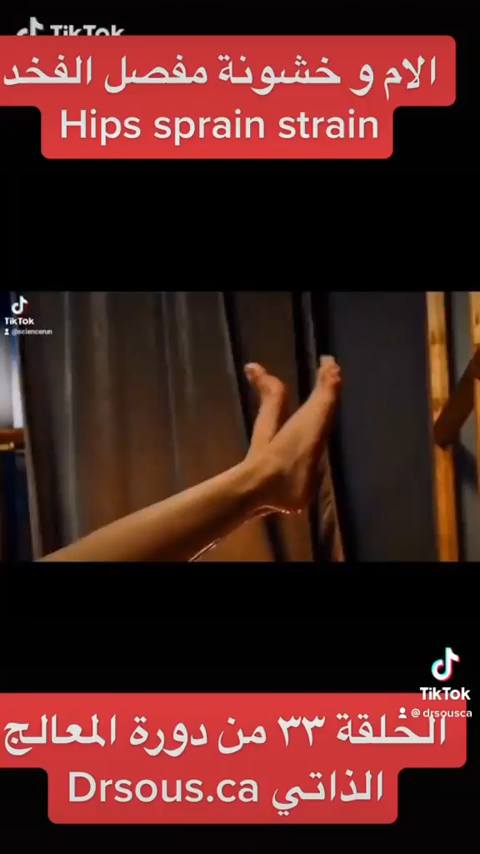 TikTok
الام و خشونة مفصل الفخد
Hips sprain strain
TikTok
@sciencerun
TikTok
@drsousca
الحلقة ٣٣ من دورة المعالج
الذاتي Drsous.ca